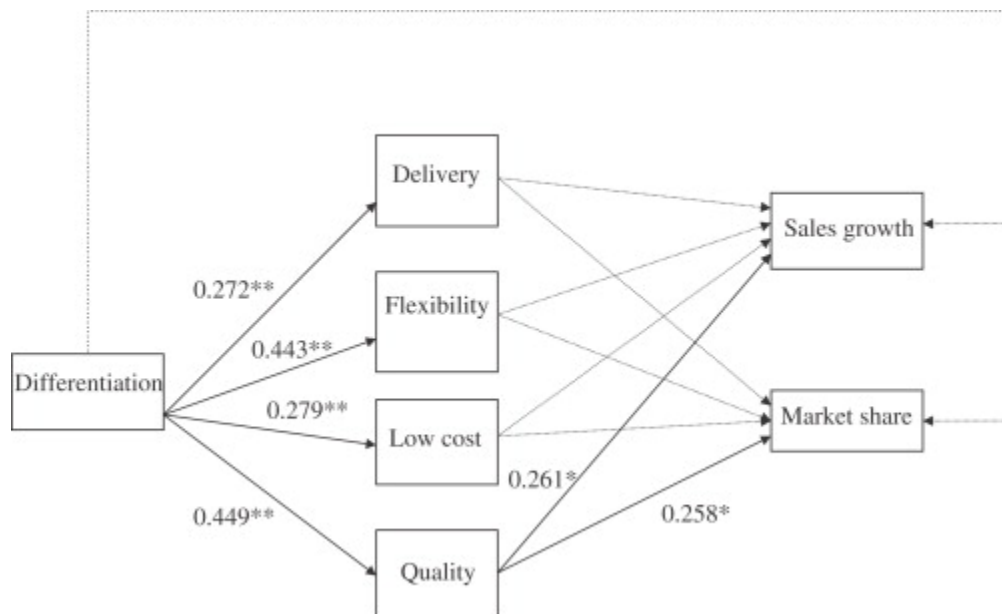 Delivery
Sales growth
0.272**
Flexibility
0.443**
Differentiation
0.279**
Market share
Low cost
0.261*
0.258*
0.449**
Quality